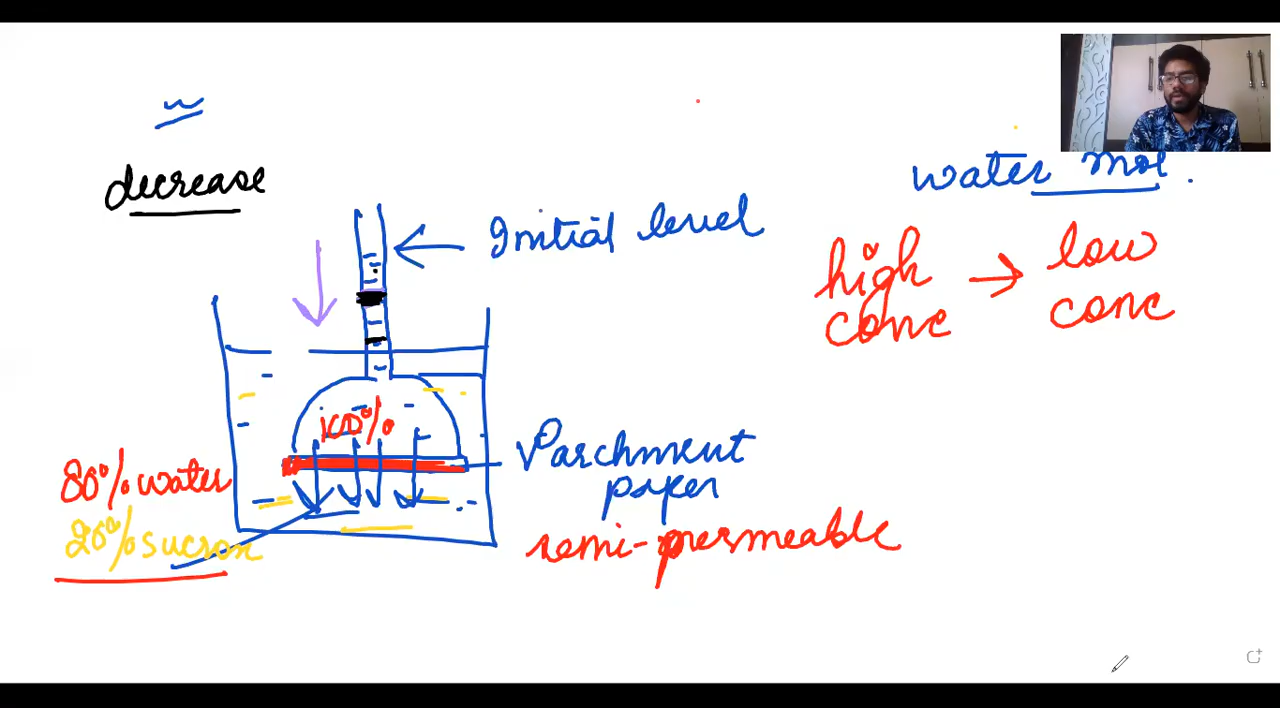 decrease
Initial level
water mol.
high conc → low conc
100%
80% water
20% sucrose
Parchment
paper
semi-permeable